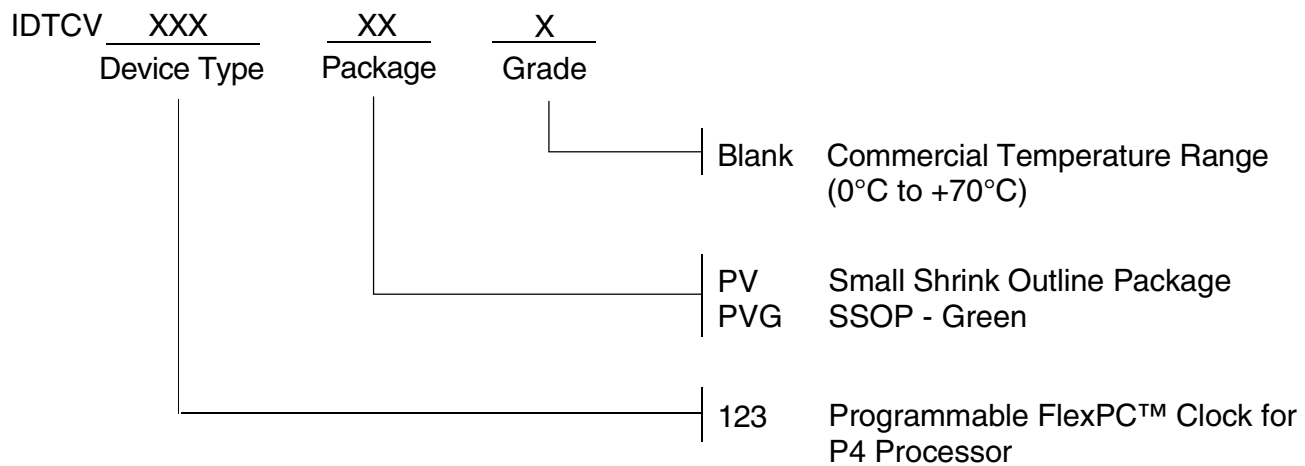 IDTCV XXX XX X
Device Type Package Grade
Blank Commercial Temperature Range
(0°C to +70°C)
PV Small Shrink Outline Package
PVG SSOP - Green
123 Programmable FlexPC™ Clock for
P4 Processor